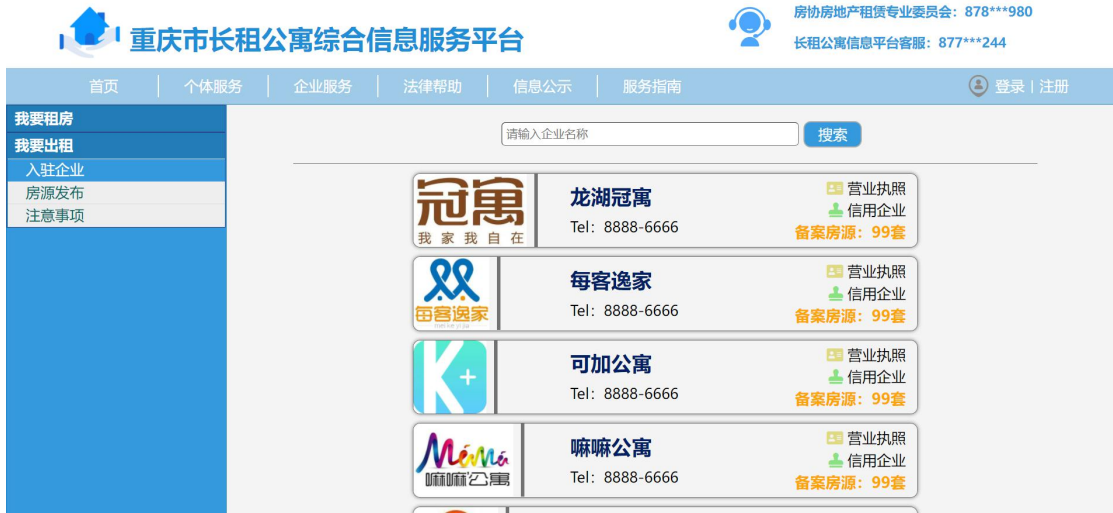 重庆市长租公寓综合信息服务平台
房协房地产租赁专业委员会：878***980
长租公寓信息平台客服：877***244
首页 个体服务 企业服务 法律帮助 信息公示 服务指南 登录 | 注册
我要租房
我要出租
入驻企业
房源发布
注意事项
请输入企业名称 搜索
冠寓
我家我自在
龙湖冠寓
Tel：8888-6666
营业执照
信用企业
备案房源：99套
每客逸家
每客逸家
Tel：8888-6666
营业执照
信用企业
备案房源：99套
K+
可加公寓
Tel：8888-6666
营业执照
信用企业
备案房源：99套
MáMá
嘛嘛公寓
嘛嘛公寓
Tel：8888-6666
营业执照
信用企业
备案房源：99套